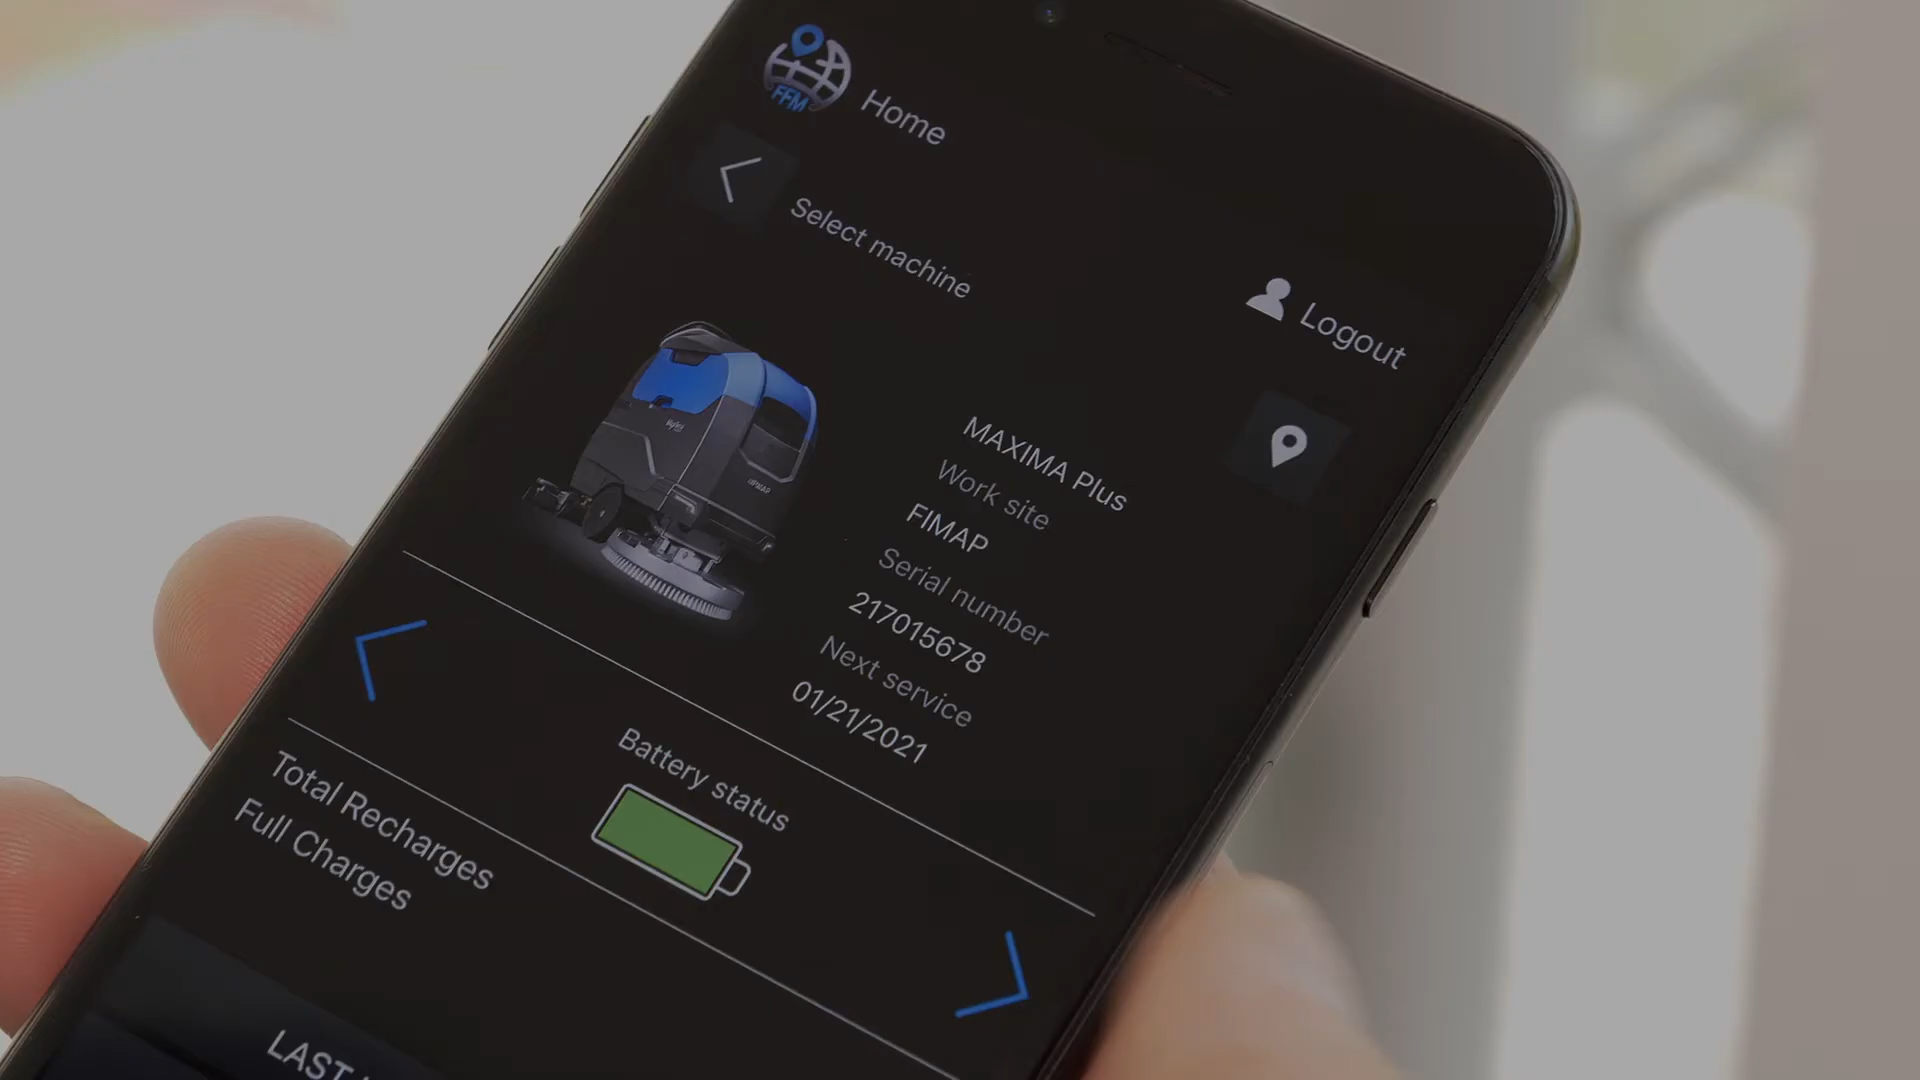 FFM
Home
Select machine
Logout
MAXIMA Plus
Work site
FIMAP
Serial number
217015678
Next service
01/21/2021
Battery status
Total Recharges
Full Charges
LAST